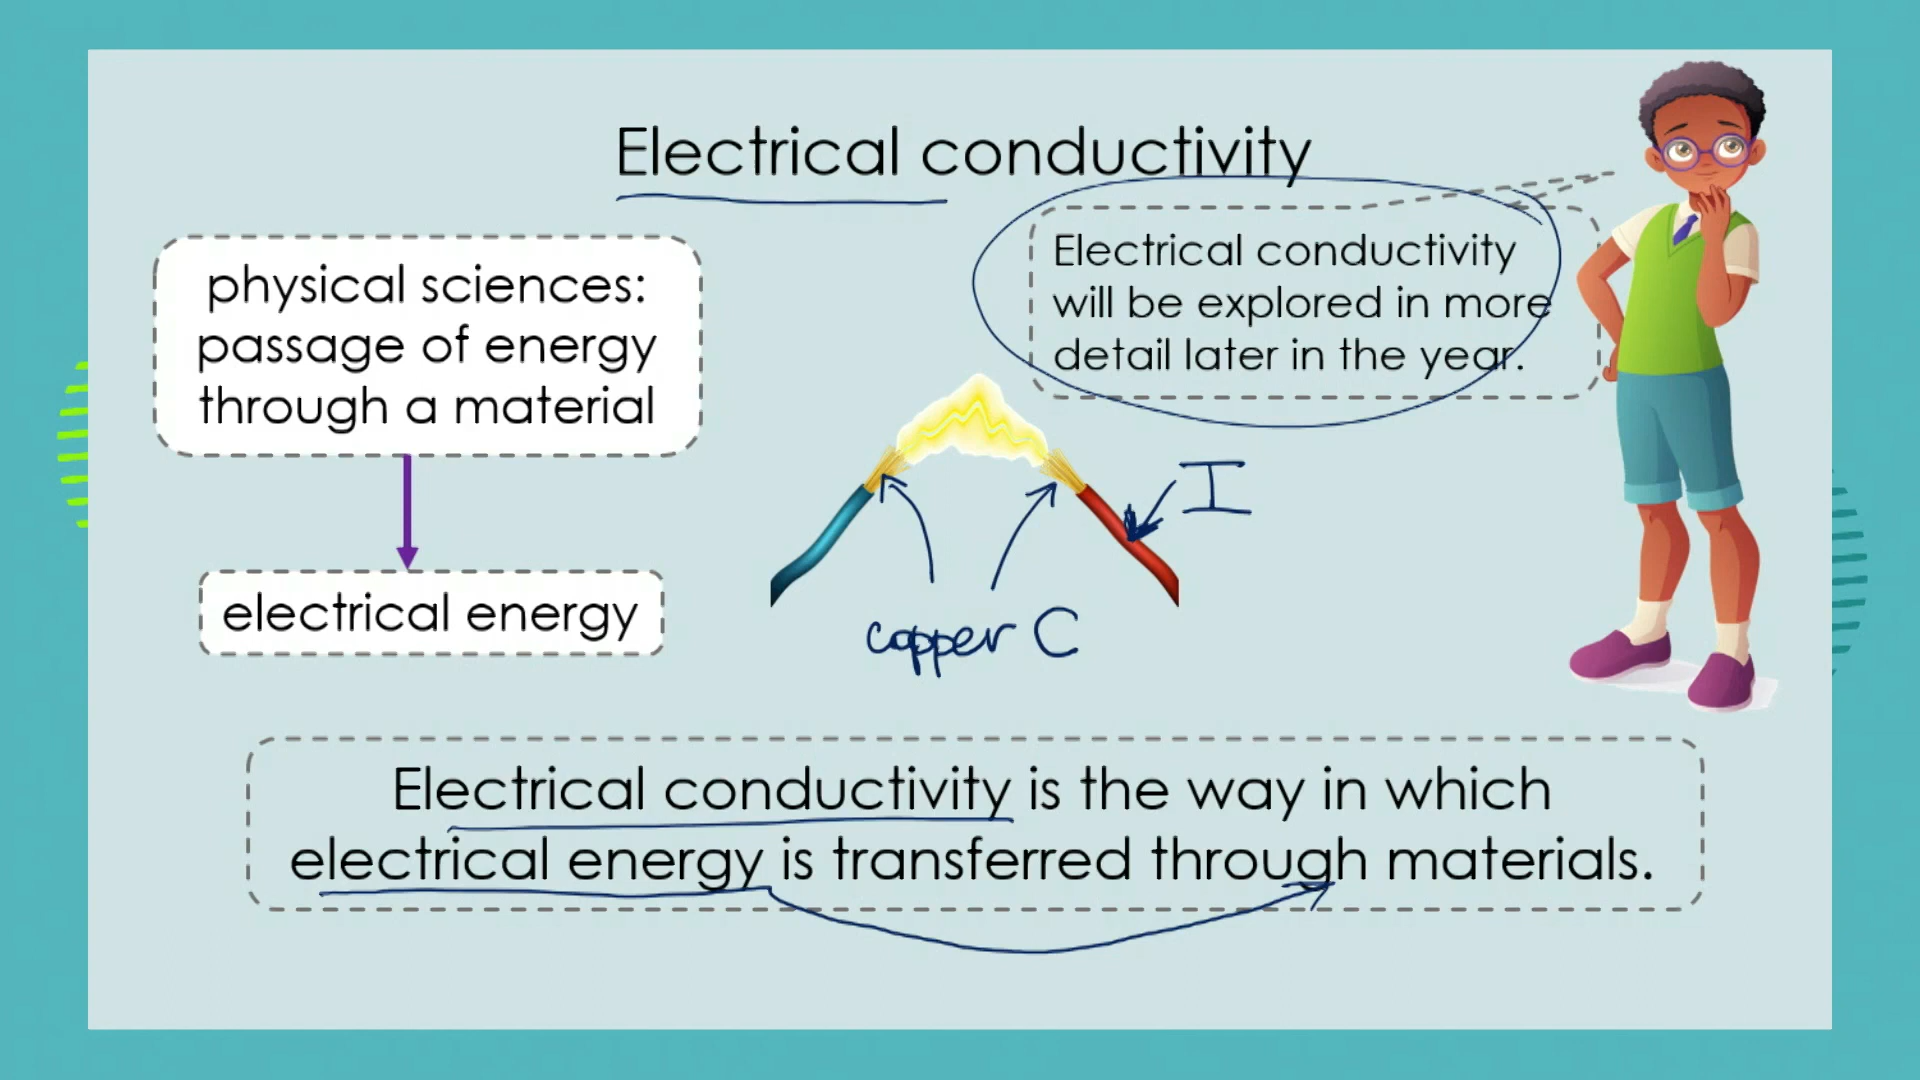 Electrical conductivity
physical sciences:
passage of energy
through a material
Electrical conductivity
will be explored in more
detail later in the year.
I
electrical energy
copper C
Electrical conductivity is the way in which
electrical energy is transferred through materials.